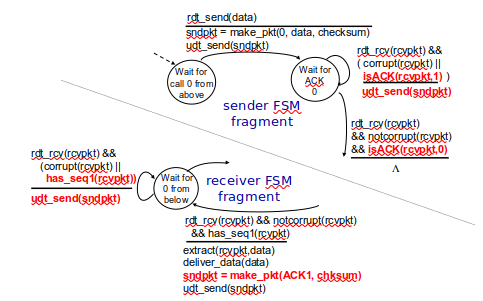 rdt_send(data)
sndpkt = make_pkt(0, data, checksum)
udt_send(sndpkt)
Wait for
call 0 from
above
Wait for
ACK
0
rdt_rcv(rcvpkt) &&
( corrupt(rcvpkt) ||
isACK(rcvpkt,1) )
udt_send(sndpkt)
sender FSM
fragment
rdt_rcv(rcvpkt)
&& notcorrupt(rcvpkt)
&& isACK(rcvpkt,0)
Λ
rdt_rcv(rcvpkt) &&
(corrupt(rcvpkt) ||
has_seq1(rcvpkt))
udt_send(sndpkt)
Wait for
0 from
below
receiver FSM
fragment
rdt_rcv(rcvpkt) && notcorrupt(rcvpkt)
&& has_seq1(rcvpkt)
extract(rcvpkt,data)
deliver_data(data)
sndpkt = make_pkt(ACK1, chksum)
udt_send(sndpkt)